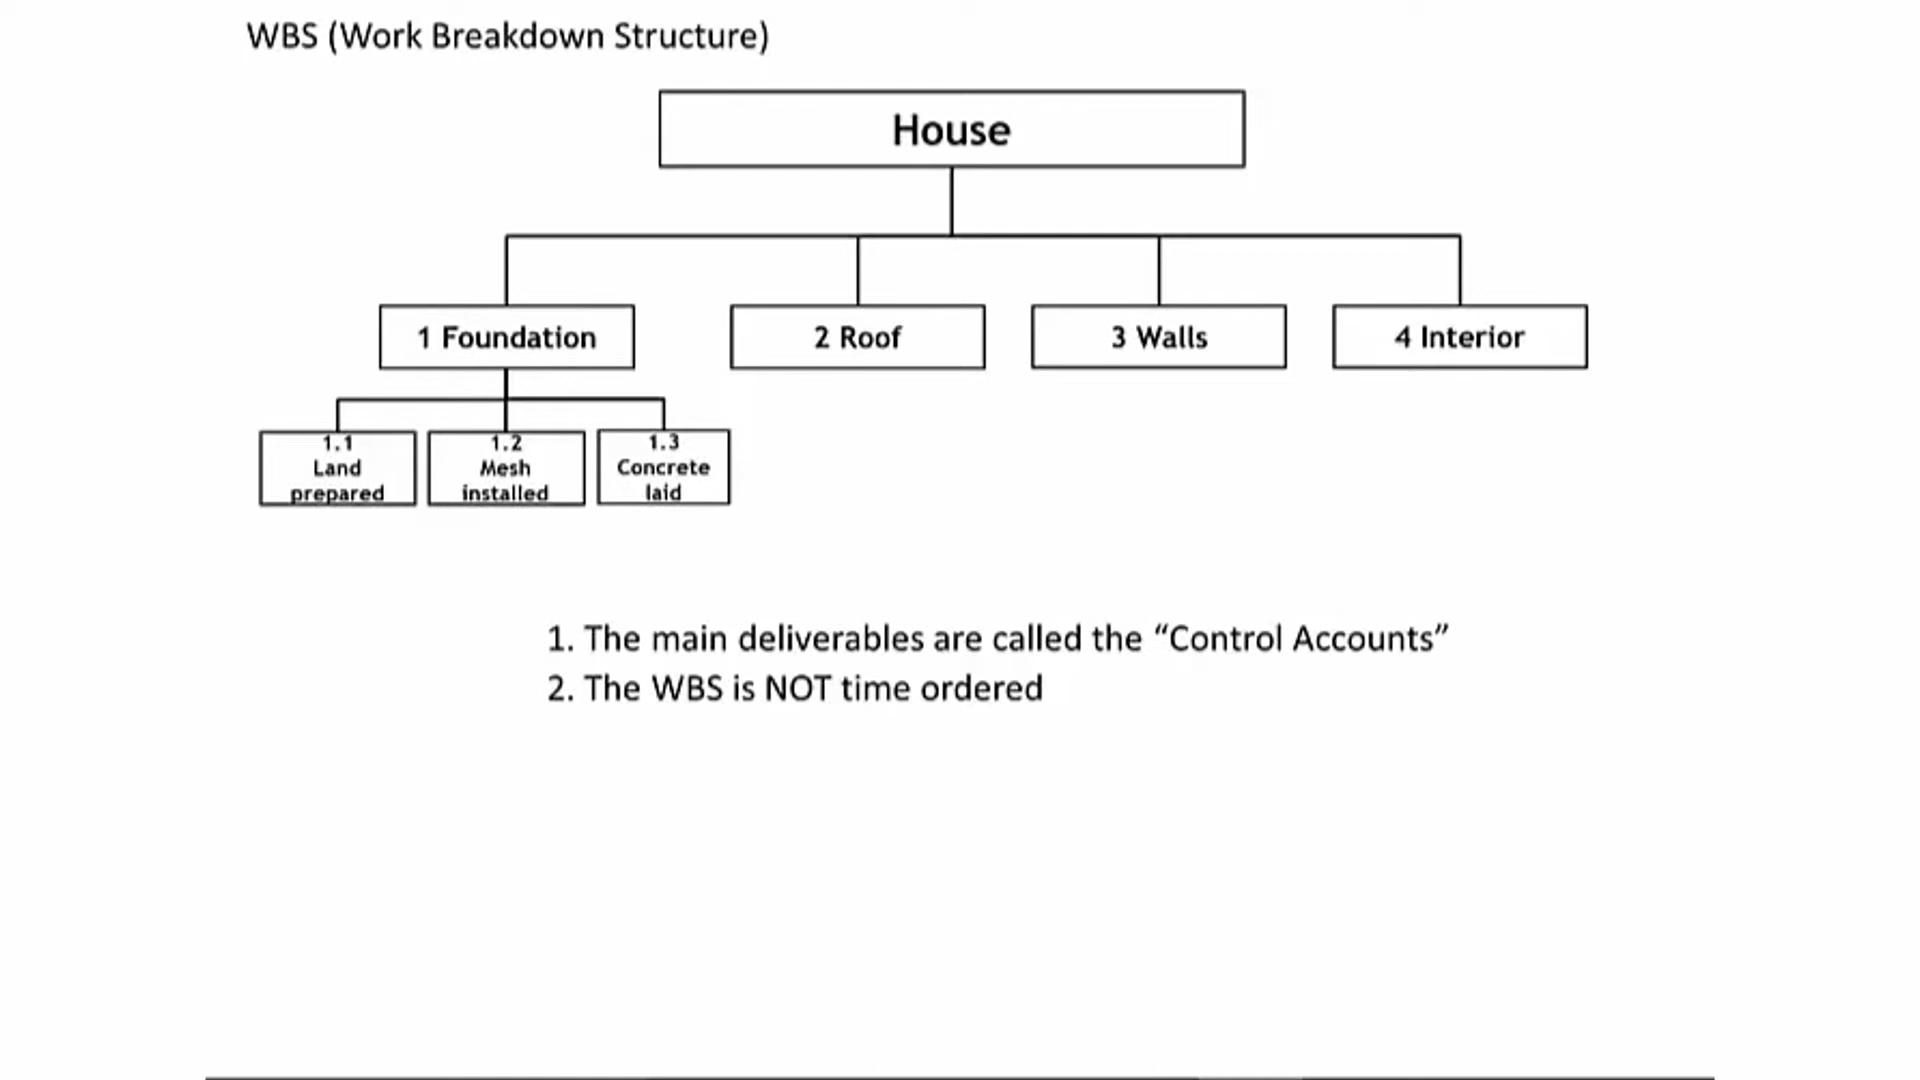 WBS (Work Breakdown Structure)
House
1 Foundation
2 Roof
3 Walls
4 Interior
1.1
Land
prepared
1.2
Mesh
installed
1.3
Concrete
laid
1. The main deliverables are called the “Control Accounts”
2. The WBS is NOT time ordered